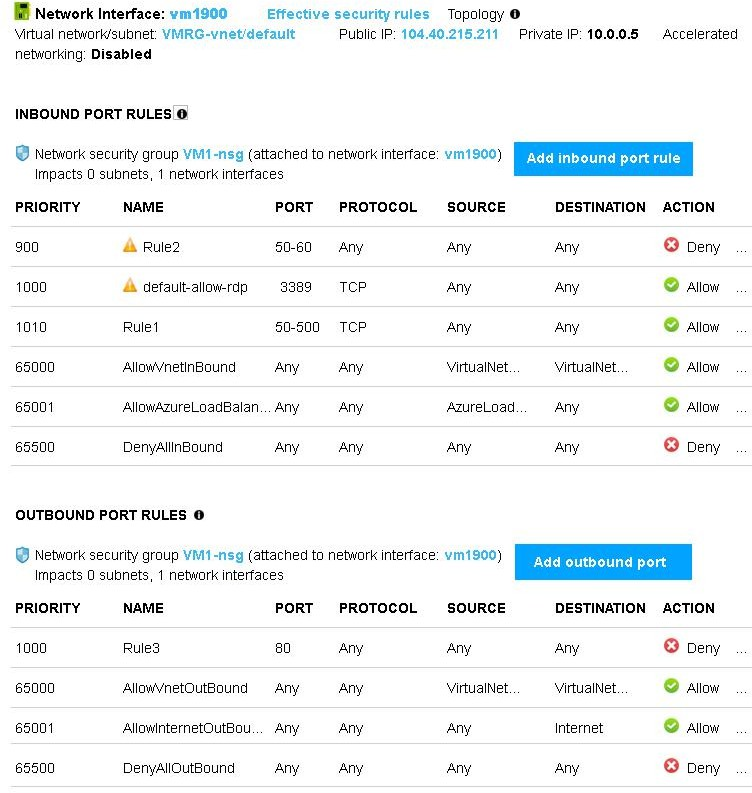 Network Interface: vm1900 Effective security rules Topology
Virtual network/subnet: VMRG-vnet/default Public IP: 104.40.215.211 Private IP: 10.0.0.5 Accelerated
networking: Disabled
INBOUND PORT RULES
Network security group VM1-nsg (attached to network interface: vm1900)
Impacts 0 subnets, 1 network interfaces
Add inbound port rule
PRIORITY NAME PORT PROTOCOL SOURCE DESTINATION ACTION
900 Rule2 50-60 Any Any Any Deny ...
1000 default-allow-rdp 3389 TCP Any Any Allow ...
1010 Rule1 50-500 TCP Any Any Allow ...
65000 AllowVnetInBound Any Any VirtualNet... VirtualNet... Allow ...
65001 AllowAzureLoadBalan... Any Any AzureLoad... Any Allow ...
65500 DenyAllInBound Any Any Any Any Deny ...
OUTBOUND PORT RULES
Network security group VM1-nsg (attached to network interface: vm1900)
Impacts 0 subnets, 1 network interfaces
Add outbound port
PRIORITY NAME PORT PROTOCOL SOURCE DESTINATION ACTION
1000 Rule3 80 Any Any Any Deny ...
65000 AllowVnetOutBound Any Any VirtualNet... VirtualNet... Allow ...
65001 AllowInternetOutBou... Any Any Any Internet Allow ...
65500 DenyAllOutBound Any Any Any Any Deny ...